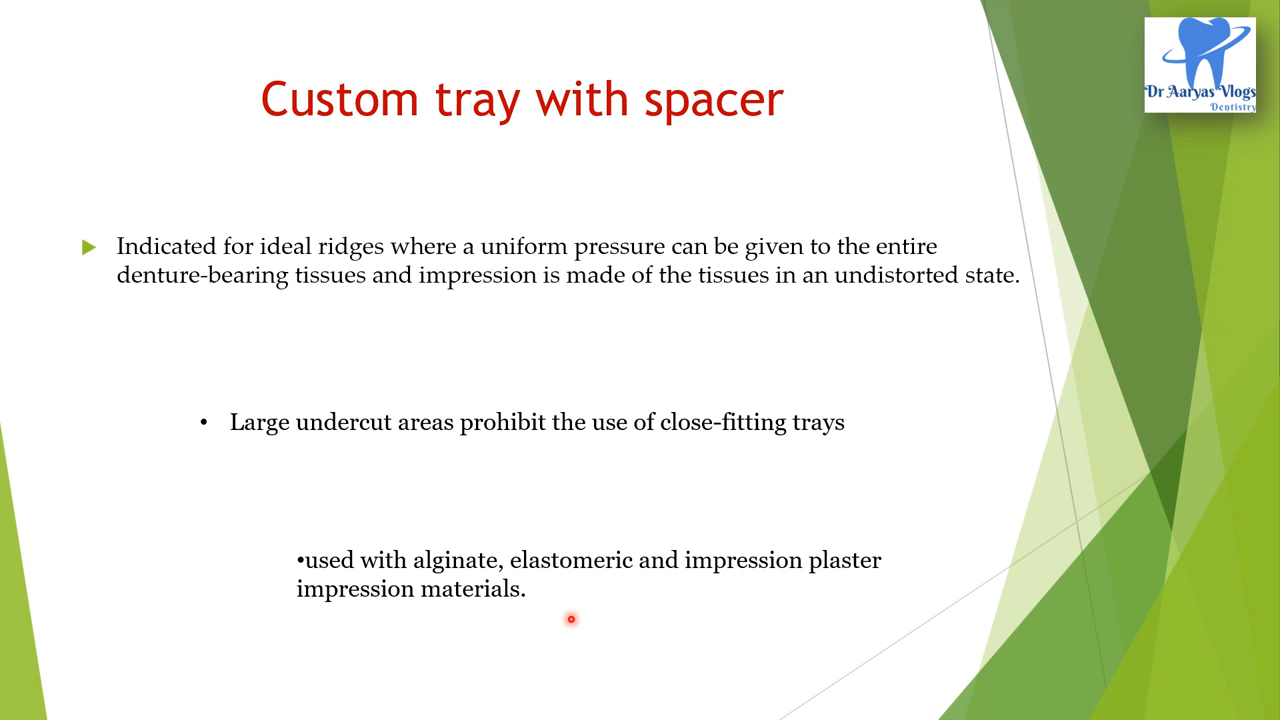 Dr Aaryas Vlogs
Dentistry
Custom tray with spacer
Indicated for ideal ridges where a uniform pressure can be given to the entire
denture-bearing tissues and impression is made of the tissues in an undistorted state.
• Large undercut areas prohibit the use of close-fitting trays
•used with alginate, elastomeric and impression plaster
impression materials.